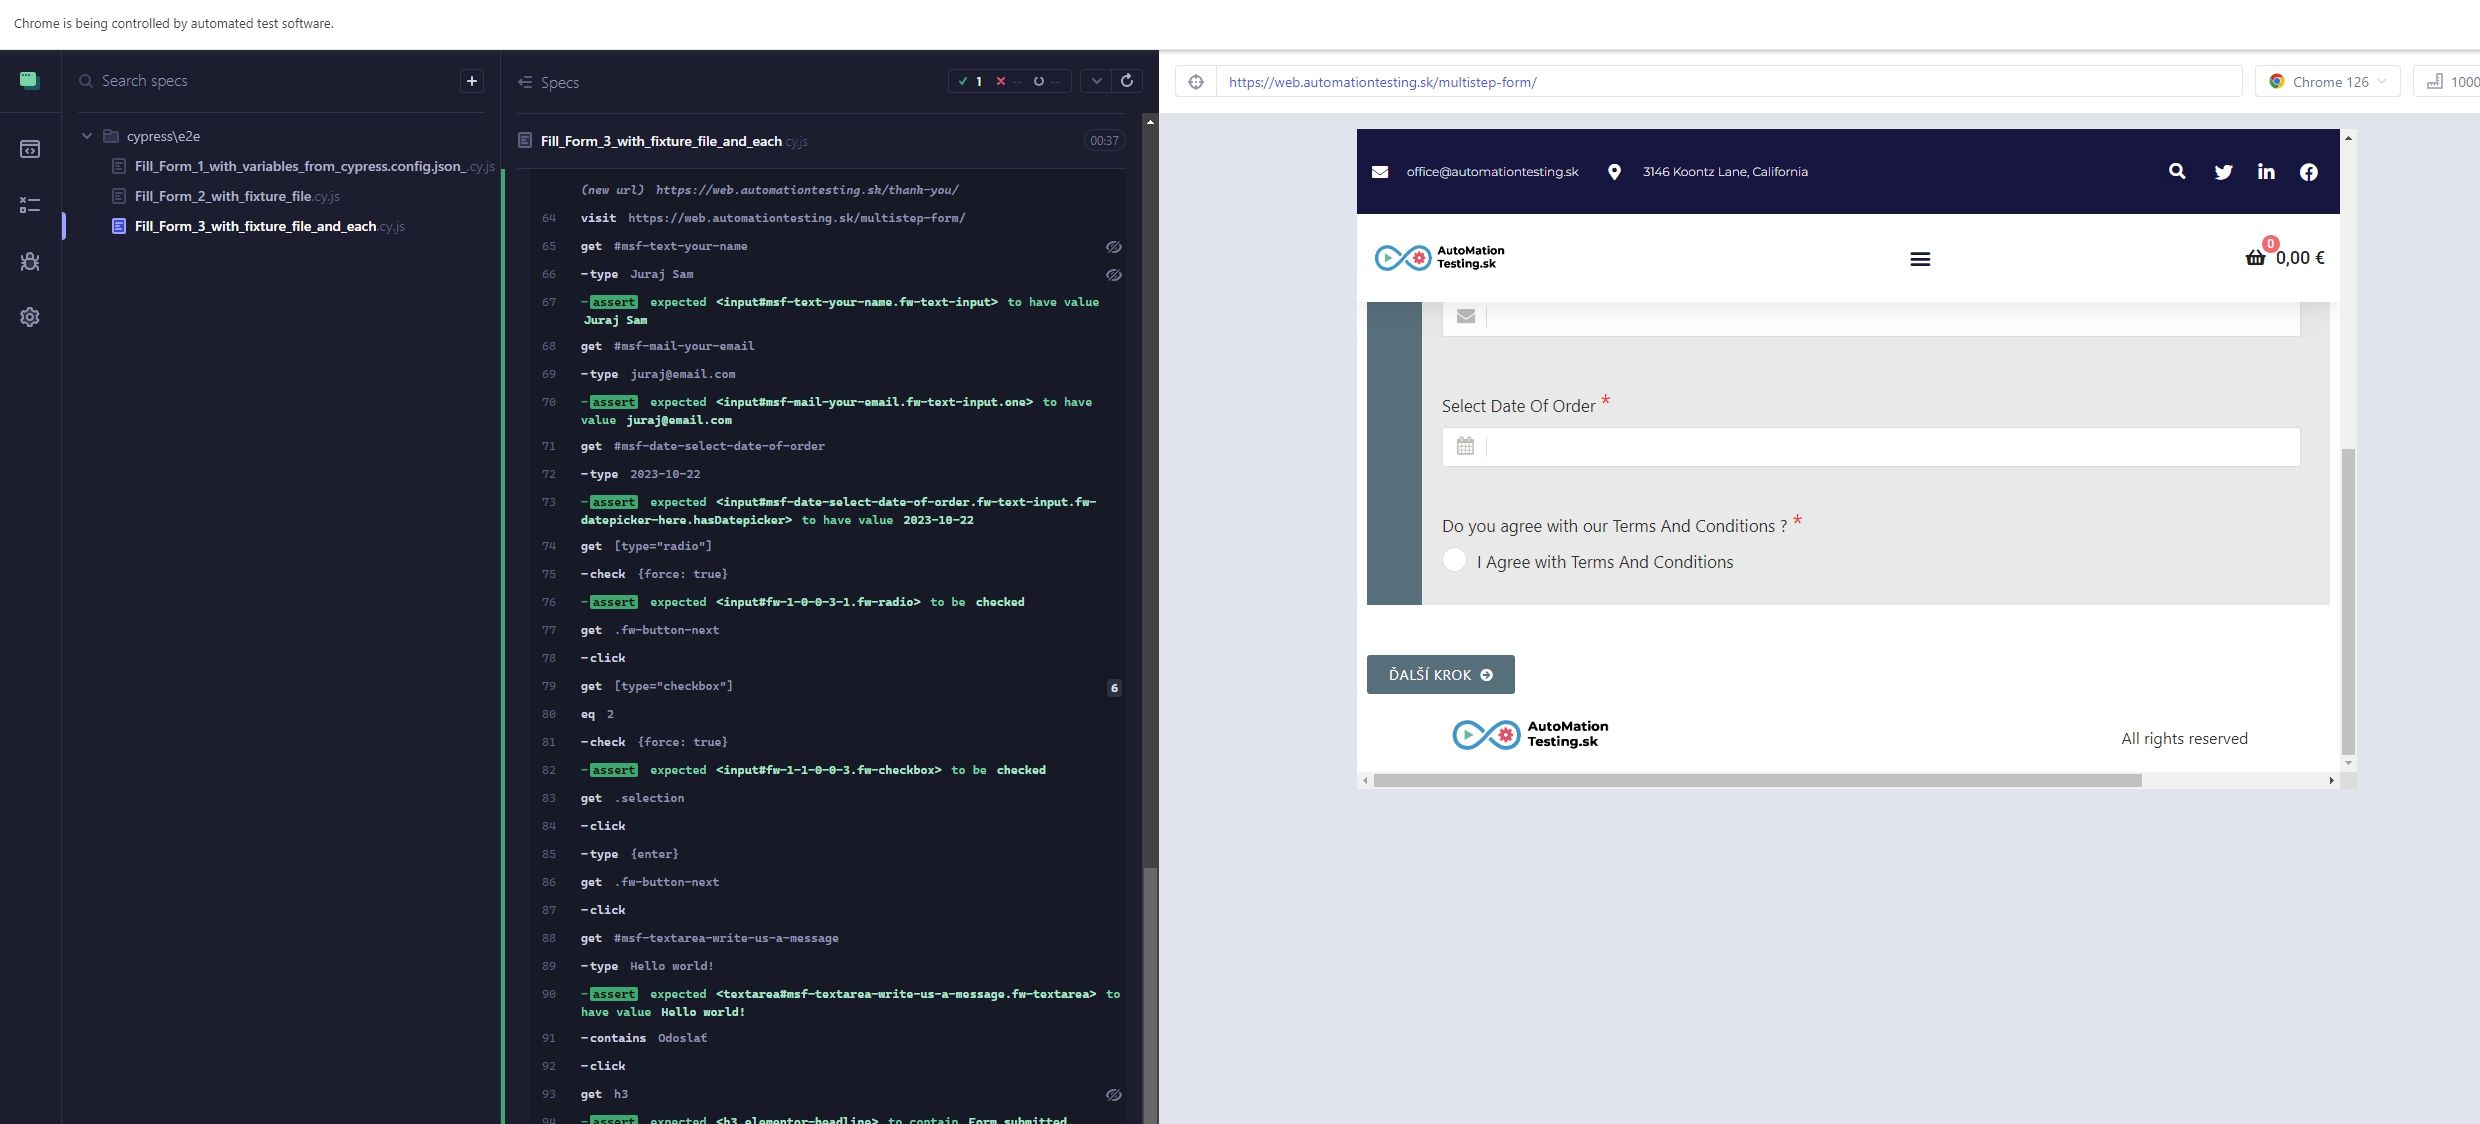 Chrome is being controlled by automated test software.
Search specs
+
cypress\e2e
Fill_Form_1_with_variables_from_cypress.config.json_.cy.js
Fill_Form_2_with_fixture_file.cy.js
Fill_Form_3_with_fixture_file_and_each.cy.js
Specs
1 -- --
Fill_Form_3_with_fixture_file_and_each.cy.js 00:37
(new url) https://web.automationtesting.sk/thank-you/
64 visit https://web.automationtesting.sk/multistep-form/
65 get #msf-text-your-name
66 -type Juraj Sam
67 -assert expected <input#msf-text-your-name.fw-text-input> to have value
Juraj Sam
68 get #msf-mail-your-email
69 -type juraj@email.com
70 -assert expected <input#msf-mail-your-email.fw-text-input.one> to have
value juraj@email.com
71 get #msf-date-select-date-of-order
72 -type 2023-10-22
73 -assert expected <input#msf-date-select-date-of-order.fw-text-input.fw-
datepicker-here.hasDatepicker> to have value 2023-10-22
74 get [type="radio"]
75 -check {force: true}
76 -assert expected <input#fw-1-0-0-3-1.fw-radio> to be checked
77 get .fw-button-next
78 -click
79 get [type="checkbox"] 6
80 eq 2
81 -check {force: true}
82 -assert expected <input#fw-1-1-0-0-3.fw-checkbox> to be checked
83 get .selection
84 -click
85 -type {enter}
86 get .fw-button-next
87 -click
88 get #msf-textarea-write-us-a-message
89 -type Hello world!
90 -assert expected <textarea#msf-textarea-write-us-a-message.fw-textarea> to
have value Hello world!
91 -contains Odoslať
92 -click
93 get h3
94 -assert expected <h3.elementor-headline> to contain Form submitted
https://web.automationtesting.sk/multistep-form/
Chrome 126
1000
office@automationtesting.sk
3146 Koontz Lane, California
AutoMation
Testing.sk
0
0,00 €
Select Date Of Order *
Do you agree with our Terms And Conditions ? *
I Agree with Terms And Conditions
ĎALŠÍ KROK
AutoMation
Testing.sk
All rights reserved